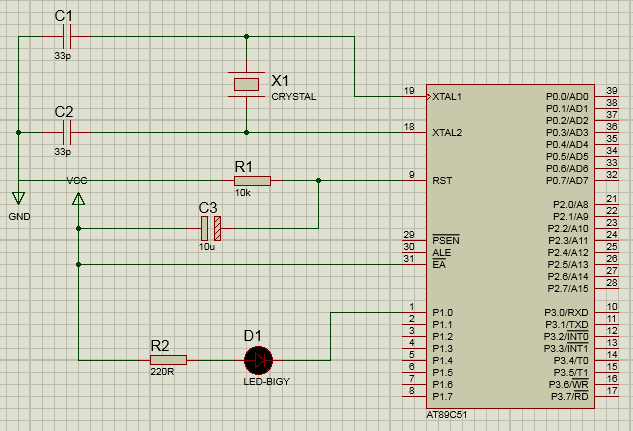 C1
33p
X1
CRYSTAL
C2
33p
GND
VCC
R1
10k
C3
10u
R2
220R
D1
LED-BIGY
19 XTAL1
18 XTAL2
9 RST
29 PSEN
30 ALE
31 EA
1 P1.0
2 P1.1
3 P1.2
4 P1.3
5 P1.4
6 P1.5
7 P1.6
8 P1.7
P0.0/AD0 39
P0.1/AD1 38
P0.2/AD2 37
P0.3/AD3 36
P0.4/AD4 35
P0.5/AD5 34
P0.6/AD6 33
P0.7/AD7 32
P2.0/A8 21
P2.1/A9 22
P2.2/A10 23
P2.3/A11 24
P2.4/A12 25
P2.5/A13 26
P2.6/A14 27
P2.7/A15 28
P3.0/RXD 10
P3.1/TXD 11
P3.2/INT0 12
P3.3/INT1 13
P3.4/T0 14
P3.5/T1 15
P3.6/WR 16
P3.7/RD 17
AT89C51